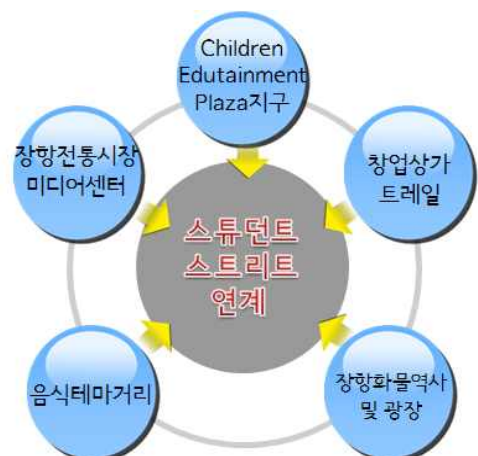 Children
Edutainment
Plaza지구
장항전통시장
미디어센터
창업상가
트레일
스튜던트
스트리트
연계
음식테마거리
장항화물역사
및 광장